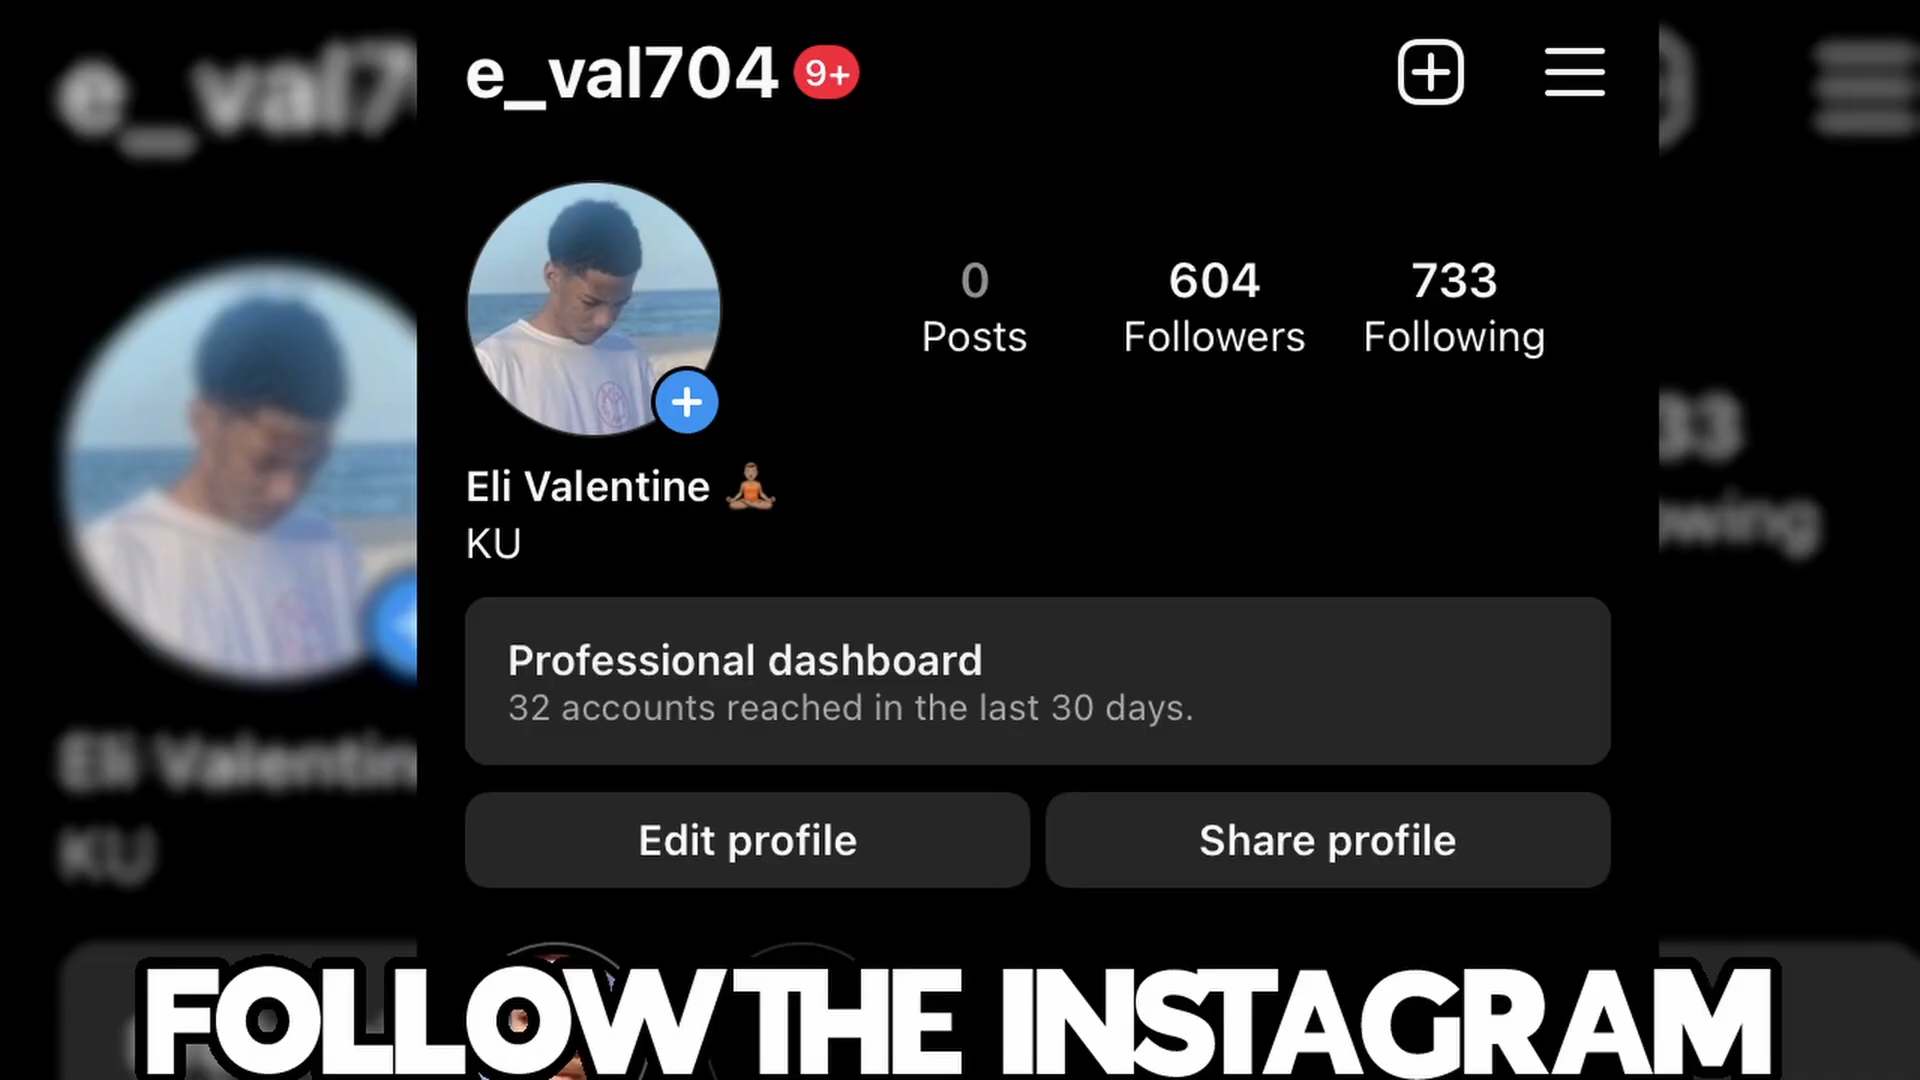 e_val704 9+
0 604 733
Posts Followers Following
Eli Valentine
KU
Professional dashboard
32 accounts reached in the last 30 days.
Edit profile Share profile
FOLLOW THE INSTAGRAM